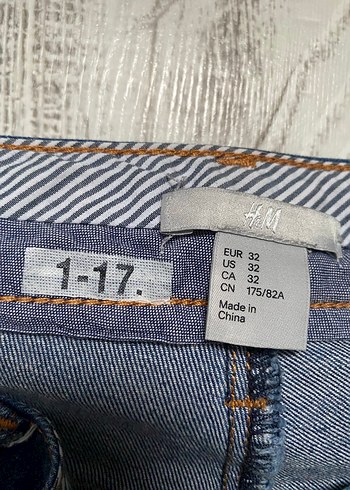 H&M
EUR 32
US 32
CA 32
CN 175/82A
Made in
China
1-17.